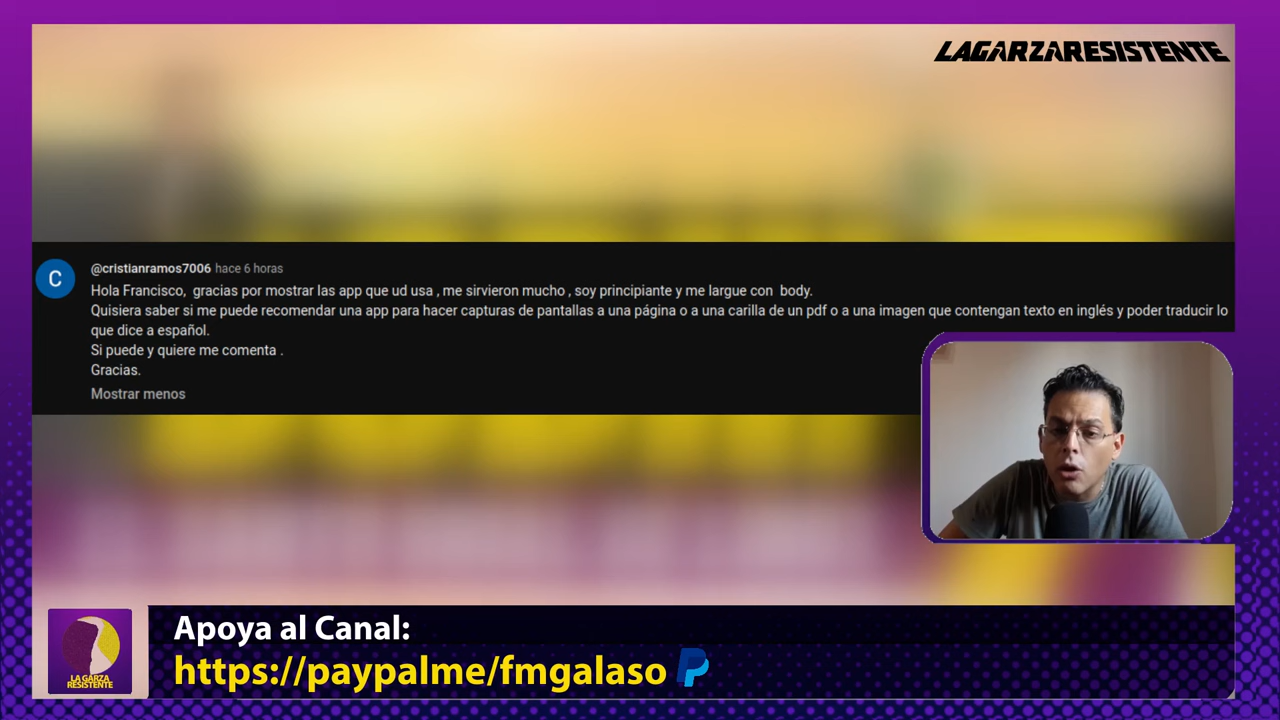 LAGARZARESISTENTE
C
@cristianramos7006 hace 6 horas
Hola Francisco,  gracias por mostrar las app que ud usa , me sirvieron mucho , soy principiante y me largue con  body.
Quisiera saber si me puede recomendar una app para hacer capturas de pantallas a una página o a una carilla de un pdf o a una imagen que contengan texto en inglés y poder traducir lo
que dice a español.
Si puede y quiere me comenta .
Gracias.
Mostrar menos
Apoya al Canal:
https://paypalme/fmgalaso
LA GARZA
RESISTENTE